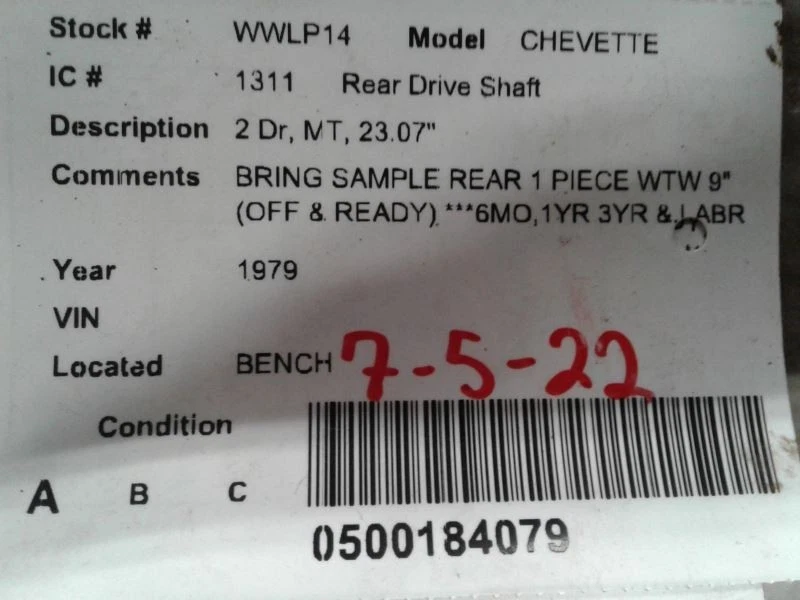 Stock # WWLP14 Model CHEVETTE
IC # 1311 Rear Drive Shaft
Description 2 Dr, MT, 23.07"
Comments BRING SAMPLE REAR 1 PIECE WTW 9"
(OFF & READY) ***6MO,1YR 3YR & LABR
Year 1979
VIN
Located BENCH 7-5-22
Condition
A B C
0500184079